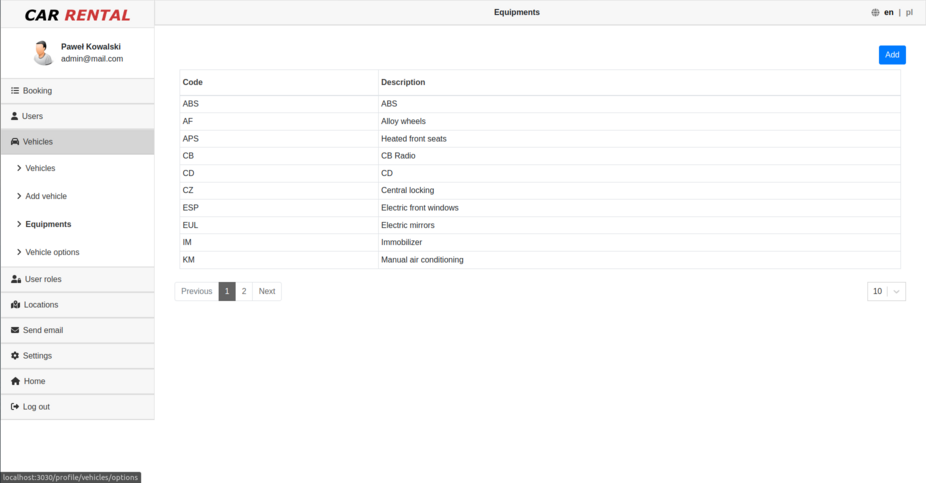 CAR RENTAL
Equipments
en | pl
Paweł Kowalski
admin@mail.com
Booking
Users
Vehicles
Vehicles
Add vehicle
Equipments
Vehicle options
User roles
Locations
Send email
Settings
Home
Log out
Add
Code Description
ABS ABS
AF Alloy wheels
APS Heated front seats
CB CB Radio
CD CD
CZ Central locking
ESP Electric front windows
EUL Electric mirrors
IM Immobilizer
KM Manual air conditioning
Previous 1 2 Next
10
localhost:3030/profile/vehicles/options